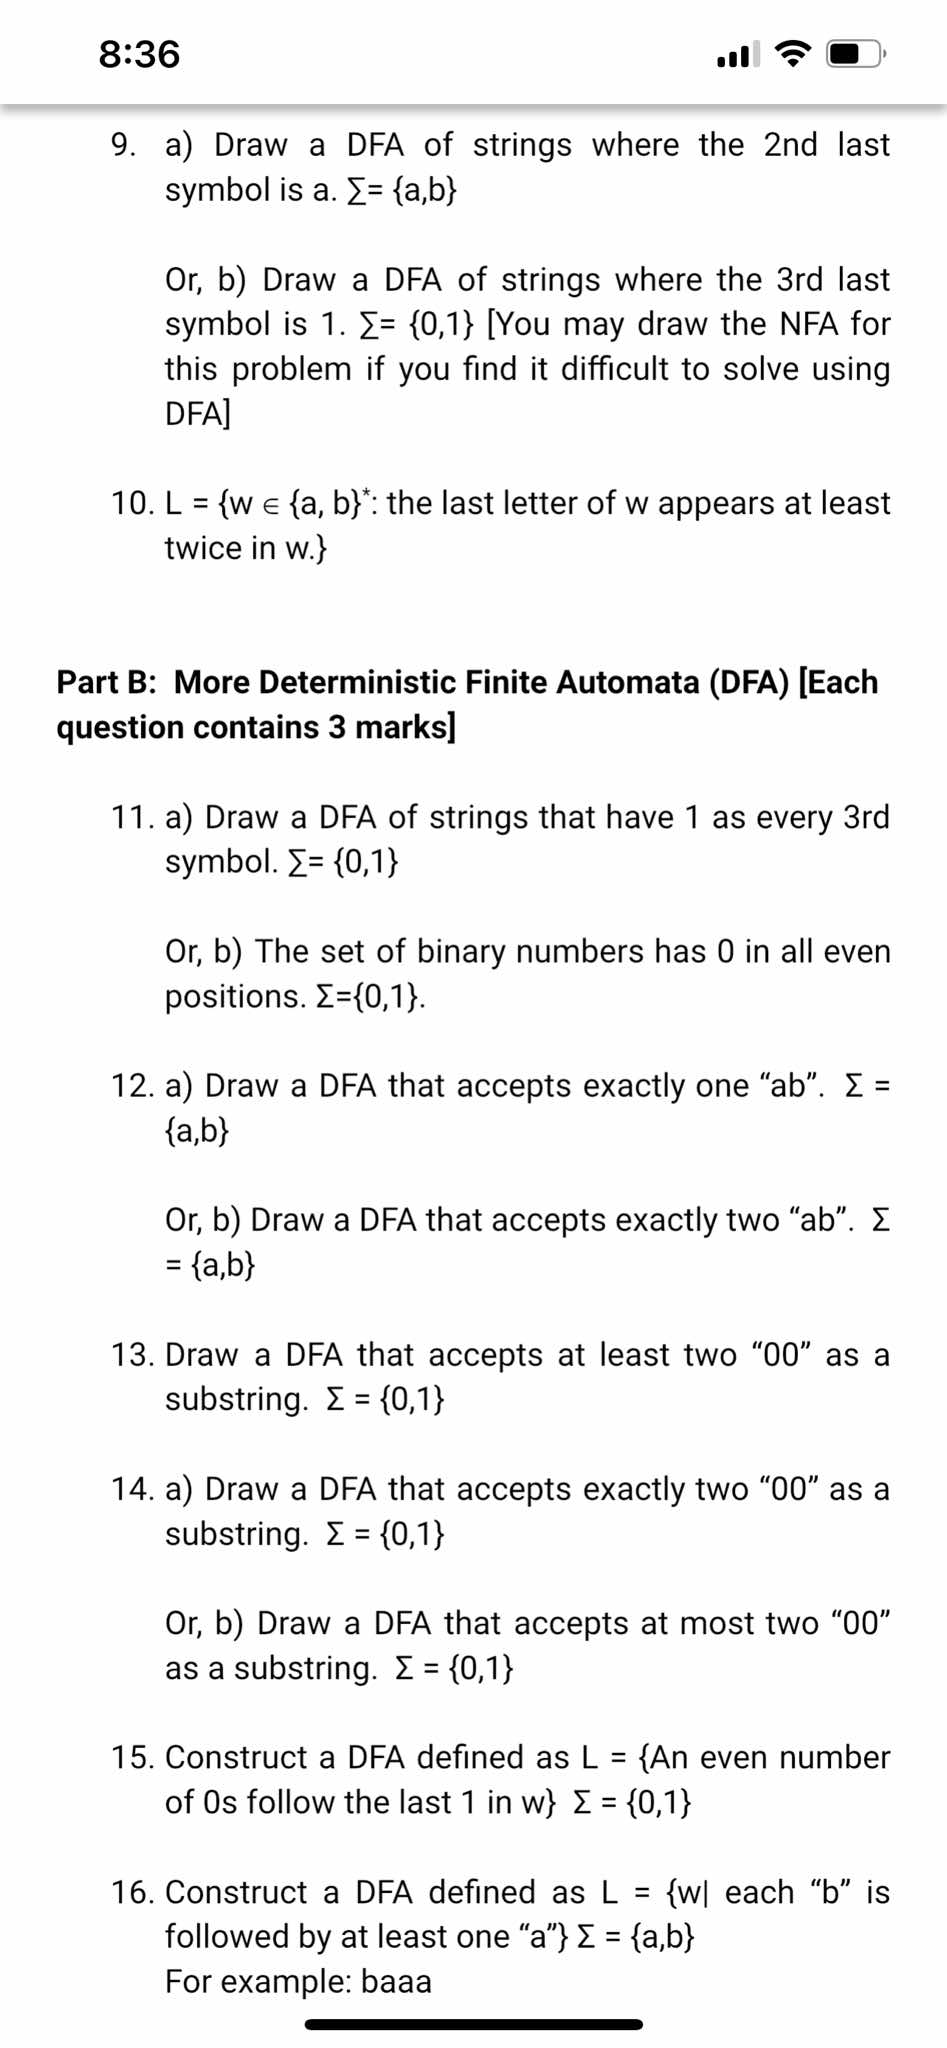 8:36
9. a) Draw a DFA of strings where the 2nd last
symbol is a. ∑= {a,b}
Or, b) Draw a DFA of strings where the 3rd last
symbol is 1. ∑= {0,1} [You may draw the NFA for
this problem if you find it difficult to solve using
DFA]
10. L = {w ∈ {a, b}*: the last letter of w appears at least
twice in w.}
Part B: More Deterministic Finite Automata (DFA) [Each
question contains 3 marks]
11. a) Draw a DFA of strings that have 1 as every 3rd
symbol. ∑= {0,1}
Or, b) The set of binary numbers has 0 in all even
positions. Σ={0,1}.
12. a) Draw a DFA that accepts exactly one “ab”. Σ =
{a,b}
Or, b) Draw a DFA that accepts exactly two “ab”. Σ
= {a,b}
13. Draw a DFA that accepts at least two “00” as a
substring. Σ = {0,1}
14. a) Draw a DFA that accepts exactly two “00” as a
substring. Σ = {0,1}
Or, b) Draw a DFA that accepts at most two “00”
as a substring. Σ = {0,1}
15. Construct a DFA defined as L = {An even number
of 0s follow the last 1 in w} Σ = {0,1}
16. Construct a DFA defined as L = {w| each “b” is
followed by at least one “a”} Σ = {a,b}
For example: baaa